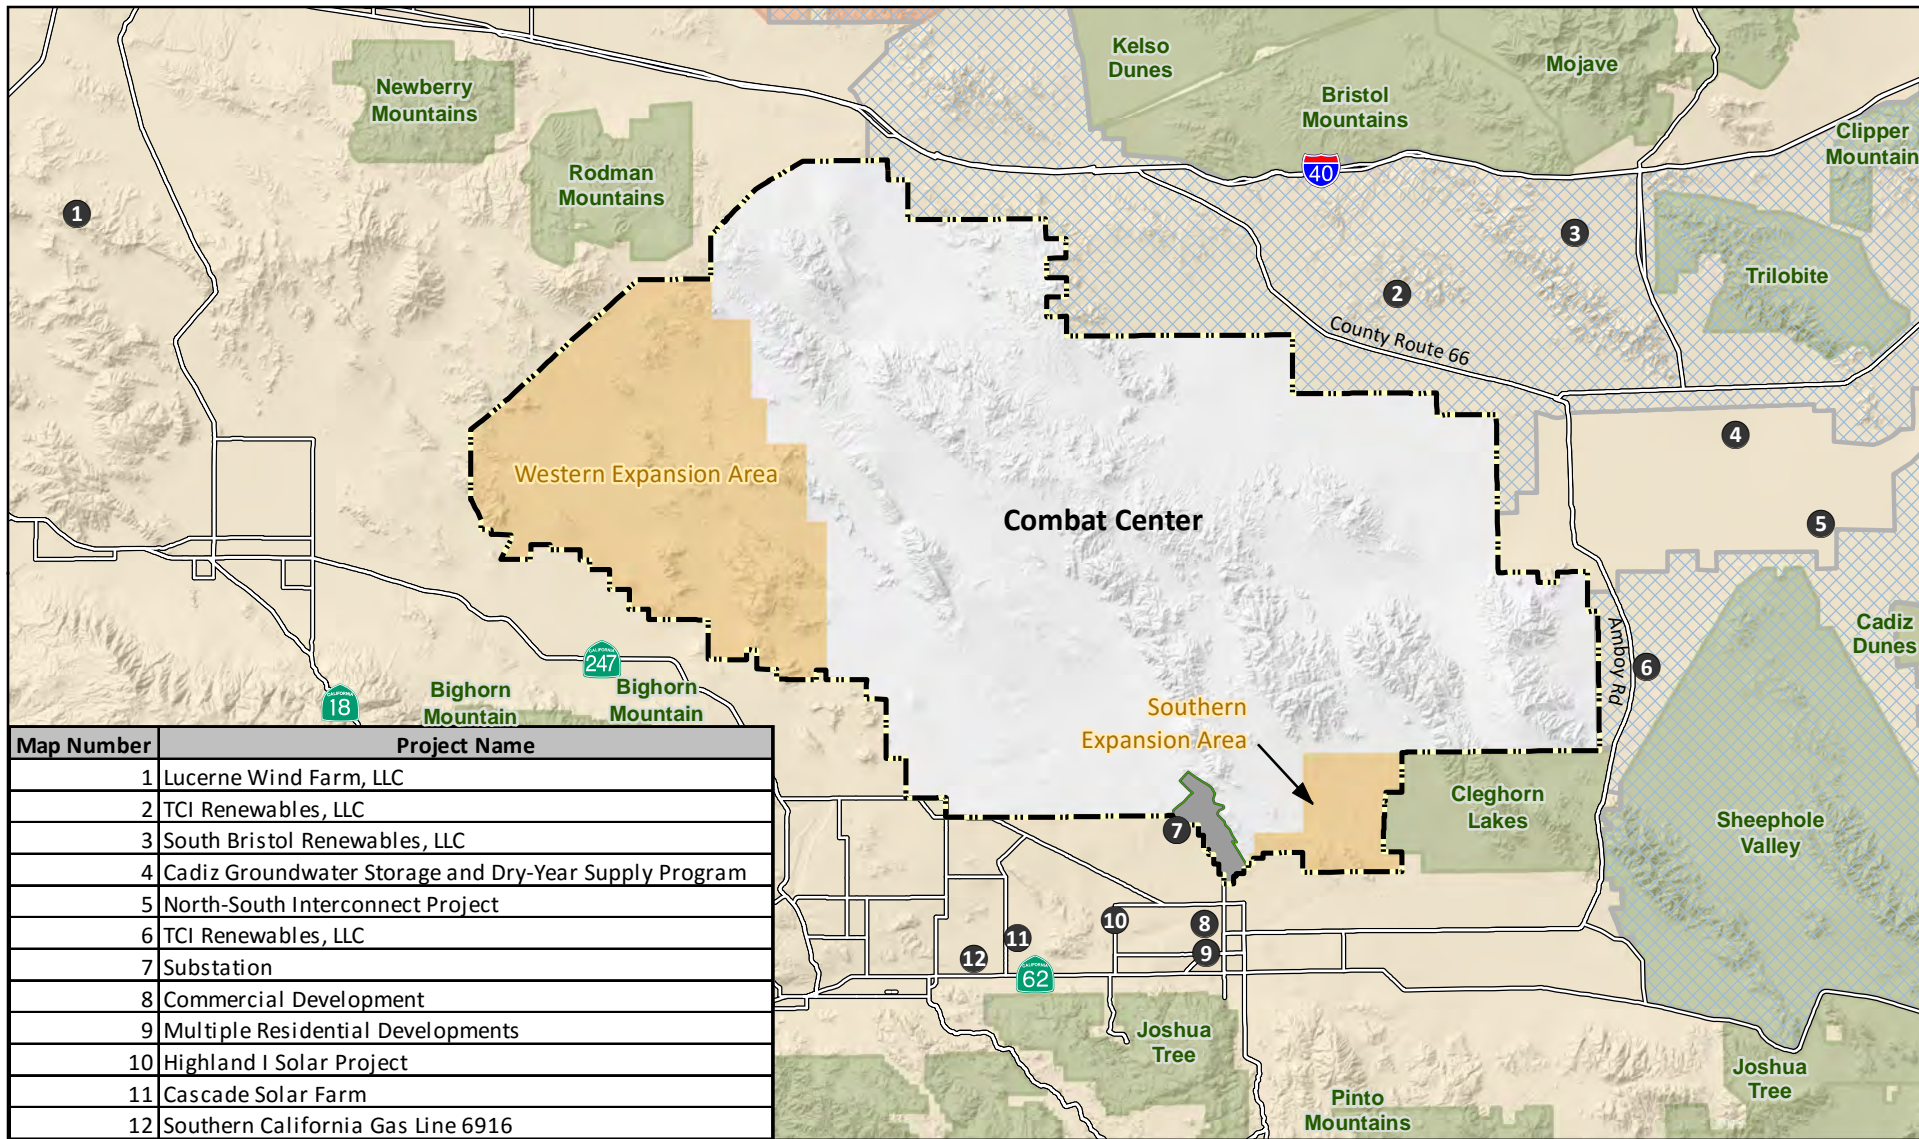 Kelso
Dunes
Mojave
Newberry
Mountains
Bristol
Mountains
Clipper
Mountain
Rodman
Mountains
40
1
3
Trilobite
2
County Route 66
4
Western Expansion Area
Combat Center
5
Cadiz
Dunes
Amboy Rd
6
CALIFORNIA
247
CALIFORNIA
18
Bighorn
Mountain
Bighorn
Mountain
Southern
Expansion Area
Cleghorn
Lakes
Sheephole
Valley
7
10
8
11
9
12
CALIFORNIA
62
Joshua
Tree
Joshua
Tree
Pinto
Mountains
Map Number Project Name
1 Lucerne Wind Farm, LLC
2 TCI Renewables, LLC
3 South Bristol Renewables, LLC
4 Cadiz Groundwater Storage and Dry-Year Supply Program
5 North-South Interconnect Project
6 TCI Renewables, LLC
7 Substation
8 Commercial Development
9 Multiple Residential Developments
10 Highland I Solar Project
11 Cascade Solar Farm
12 Southern California Gas Line 6916